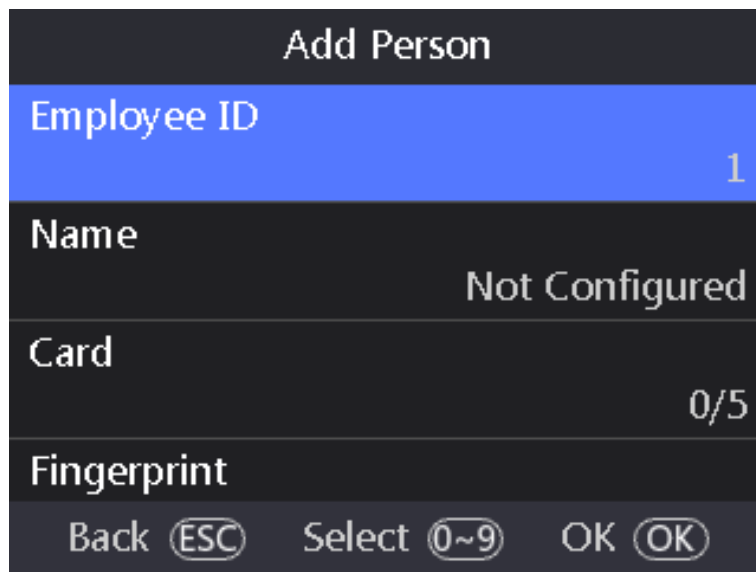 Add Person
Employee ID
1
Name
Not Configured
Card
0/5
Fingerprint
Back ESC Select 0~9 OK OK